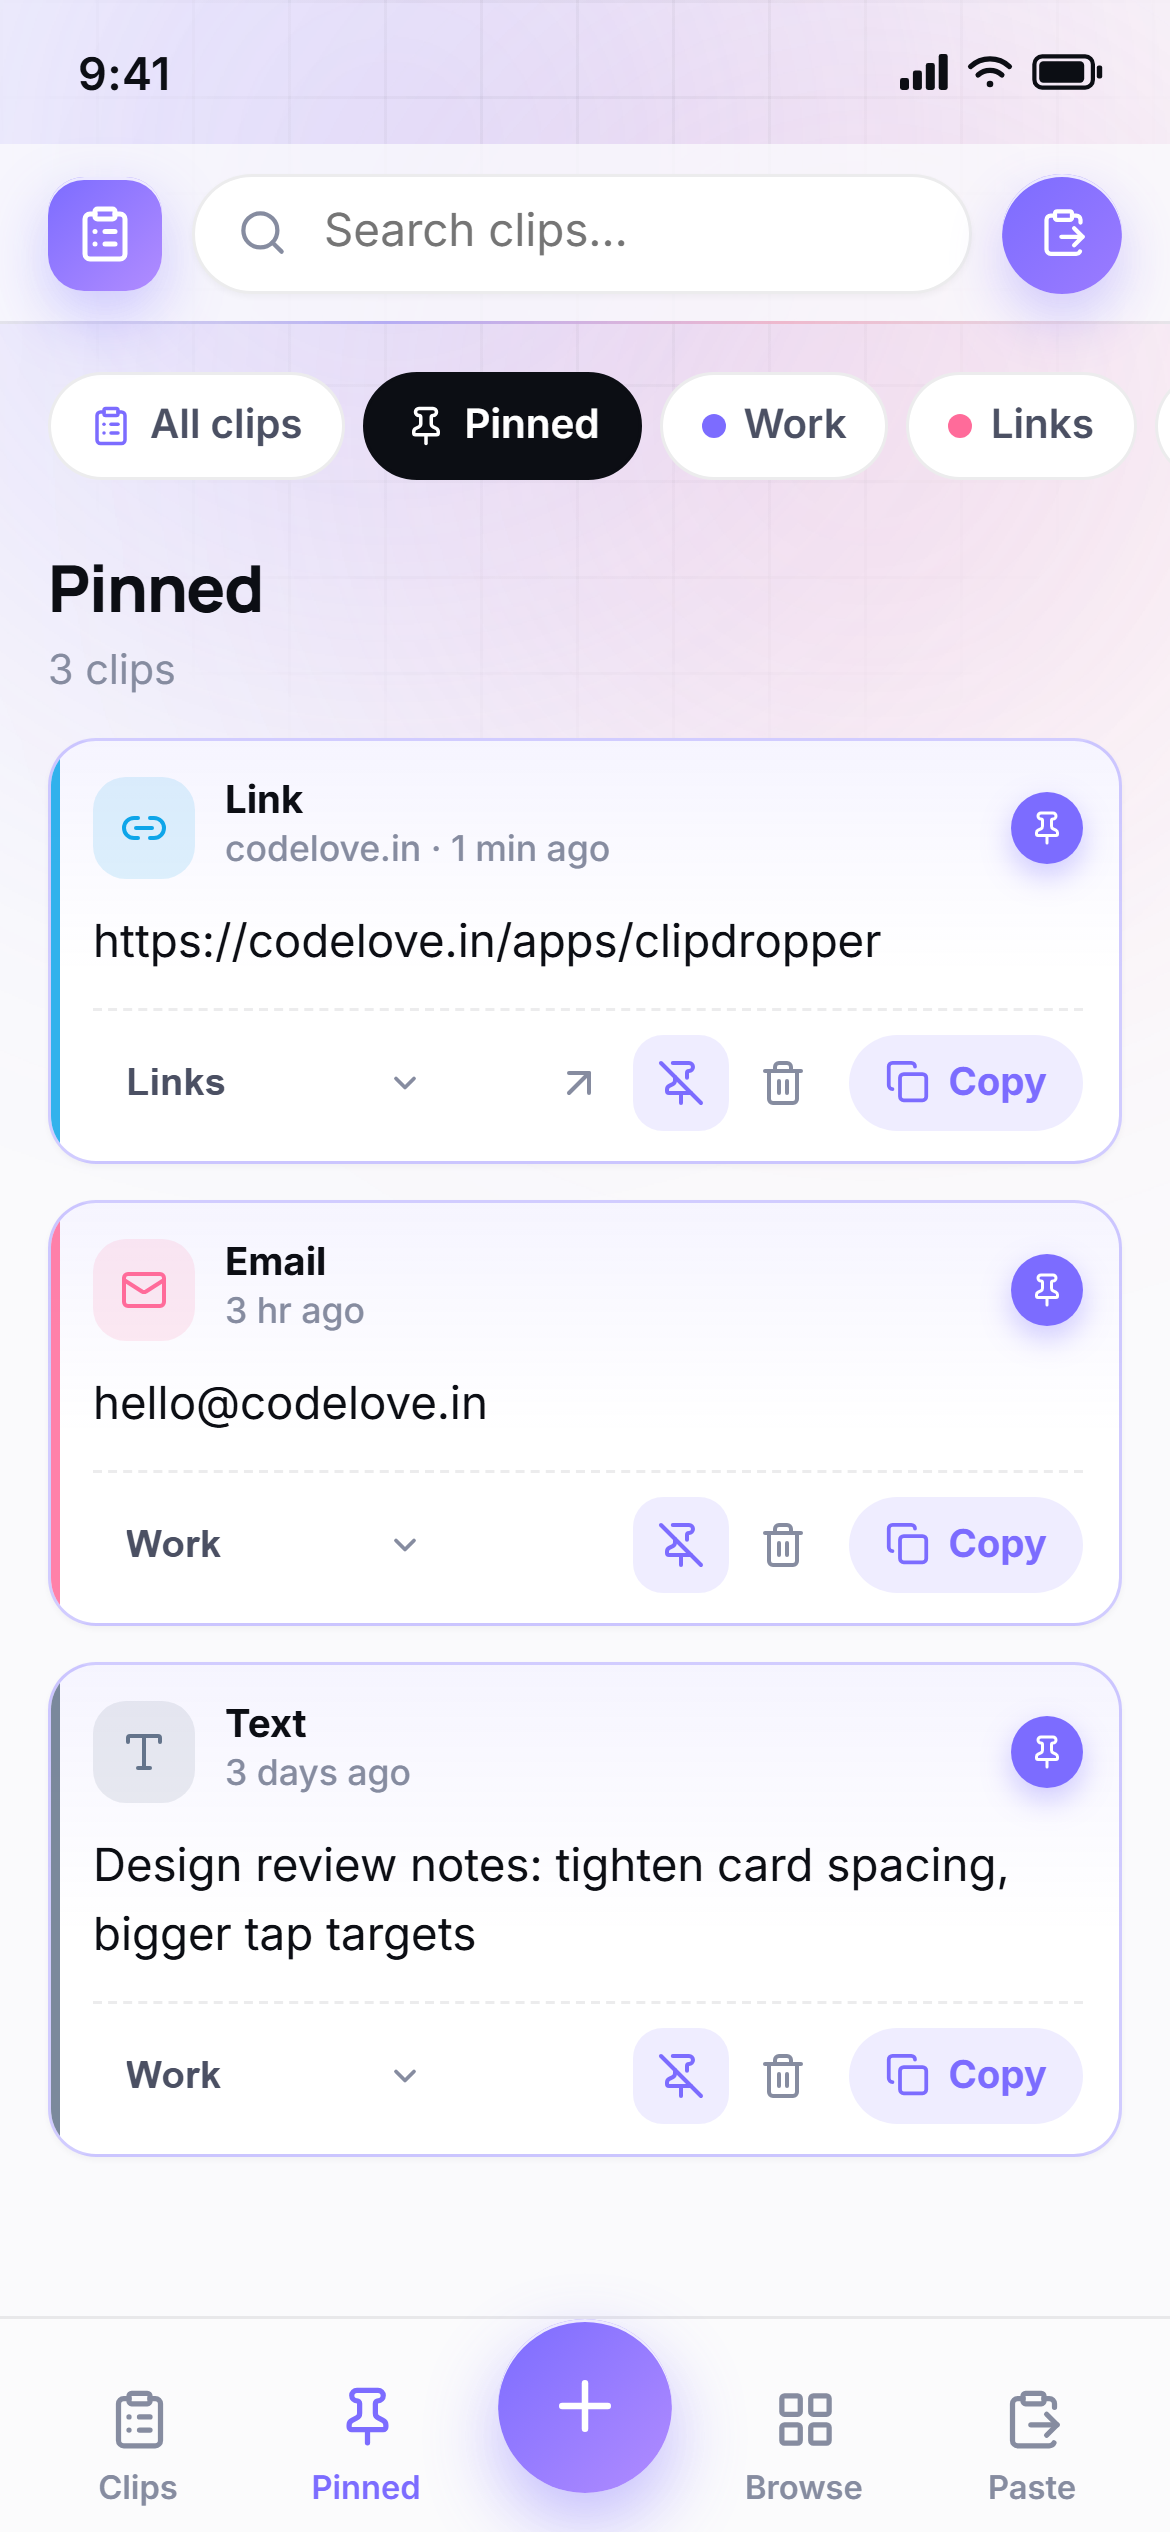 9:41
Search clips...
All clips
Pinned
Work
Links
Pinned
3 clips
Link
codelove.in · 1 min ago
https://codelove.in/apps/clipdropper
Links
Copy
Email
3 hr ago
hello@codelove.in
Work
Copy
Text
3 days ago
Design review notes: tighten card spacing,
bigger tap targets
Work
Copy
Clips
Pinned
Browse
Paste